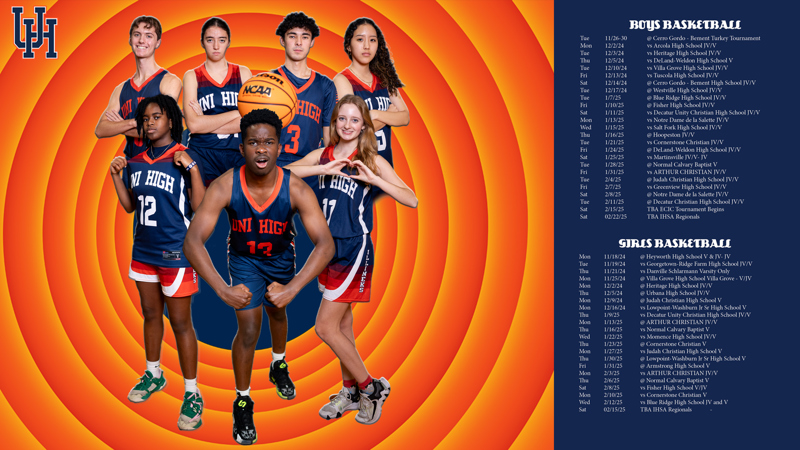 UH
NCAA
UNI HIGH
UNI HIGH
13
UNI HIGH
12
UNI HIGH
13
11
ILLINEKS
BOYS BASKETBALL
Tue 11/26-30 @ Cerro Gordo - Bement Turkey Tournament
Mon 12/2/24 vs Arcola High School JV/V
Tue 12/3/24 vs Heritage High School JV/V
Thu 12/5/24 vs DeLand-Weldon High School V
Tue 12/10/24 vs Villa Grove High School JV/V
Fri 12/13/24 vs Tuscola High School JV/V
Sat 12/14/24 @ Cerro Gordo - Bement High School JV/V
Tue 12/17/24 @ Westville High School JV/V
Tue 1/7/25 @ Blue Ridge High School JV/V
Fri 1/10/25 @ Fisher High School JV/V
Sat 1/11/25 vs Decatur Unity Christian High School JV/V
Mon 1/13/25 vs Notre Dame de la Salette JV/V
Wed 1/15/25 vs Salt Fork High School JV/V
Thu 1/16/25 @ Hoopeston JV/V
Tue 1/21/25 vs Cornerstone Christian JV/V
Fri 1/24/25 @ DeLand-Weldon High School JV/V
Sat 1/25/25 vs Martinsville JV/V- JV
Tue 1/28/25 @ Normal Calvary Baptist V
Fri 1/31/25 vs ARTHUR CHRISTIAN JV/V
Tue 2/4/25 @ Judah Christian High School JV/V
Fri 2/7/25 vs Greenview High School JV/V
Sat 2/8/25 @ Notre Dame de la Salette JV/V
Tue 2/11/25 @ Decatur Christian High School JV/V
Sat 2/15/25 TBA ECIC Tournament Begins
Sat 02/22/25 TBA IHSA Regionals
GIRLS BASKETBALL
Mon 11/18/24 @ Heyworth High School V & JV- JV
Tue 11/19/24 vs Georgetown-Ridge Farm High School JV/V
Thu 11/21/24 vs Danville Schlarmann Varsity Only
Mon 11/25/24 @ Villa Grove High School Villa Grove - V/JV
Mon 12/2/24 @ Heritage High School JV/V
Thu 12/5/24 @ Urbana High School JV/V
Mon 12/9/24 @ Judah Christian High School V
Mon 12/16/24 vs Lowpoint-Washburn Jr Sr High School V
Thu 1/9/25 vs Decatur Unity Christian High School JV/V
Mon 1/13/25 @ ARTHUR CHRISTIAN JV/V
Thu 1/16/25 vs Normal Calvary Baptist V
Wed 1/22/25 vs Momence High School JV/V
Thu 1/23/25 @ Cornerstone Christian V
Mon 1/27/25 vs Judah Christian High School V
Thu 1/30/25 @ Lowpoint-Washburn Jr Sr High School V
Fri 1/31/25 @ Armstrong High School V
Mon 2/3/25 vs ARTHUR CHRISTIAN JV/V
Thu 2/6/25 @ Normal Calvary Baptist V
Sat 2/8/25 vs Fisher High School V/JV
Mon 2/10/25 vs Cornerstone Christian V
Wed 2/12/25 vs Blue Ridge High School JV and V
Sat 02/15/25 TBA IHSA Regionals -